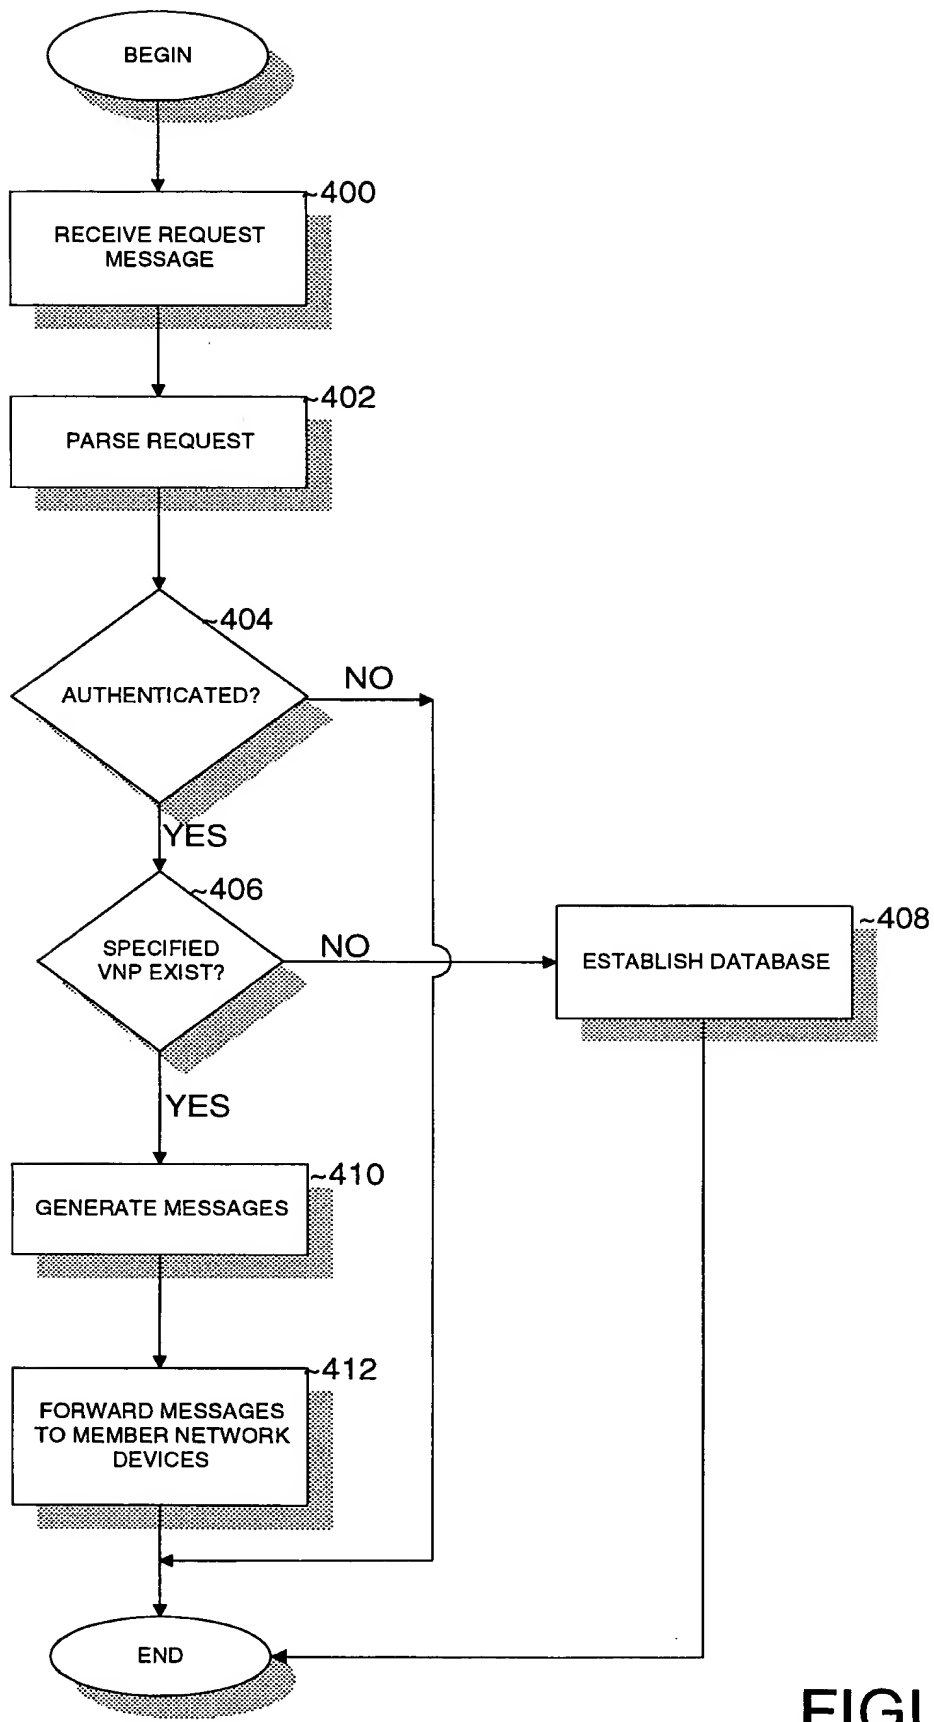 BEGIN
~400
RECEIVE REQUEST
MESSAGE
~402
PARSE REQUEST
~404
AUTHENTICATED?
NO
YES
~406
SPECIFIED
VNP EXIST?
NO
~408
ESTABLISH DATABASE
YES
~410
GENERATE MESSAGES
~412
FORWARD MESSAGES
TO MEMBER NETWORK
DEVICES
END